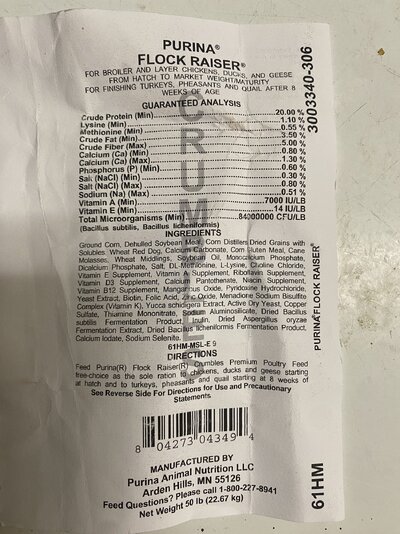 PURINA®
FLOCK RAISER®
FOR BROILER AND LAYER CHICKENS, DUCKS, AND GEESE
FROM HATCH TO MARKET WEIGHT/MATURITY
FOR FINISHING TURKEYS, PHEASANTS AND QUAIL AFTER 8
WEEKS OF AGE
GUARANTEED ANALYSIS
Crude Protein (Min)....20.00 %
Lysine (Min)....1.10 %
Methionine (Min)....0.55 %
Crude Fat (Min)....3.50 %
Crude Fiber (Max)....5.00 %
Calcium (Ca) (Min)....0.80 %
Calcium (Ca) (Max)....1.30 %
Phosphorus (P) (Min)....0.60 %
Salt (NaCl) (Min)....0.30 %
Salt (NaCl) (Max)....0.80 %
Sodium (Na) (Max)....0.51 %
Vitamin A (Min)....7000 IU/LB
Vitamin E (Min)....14 IU/LB
Total Microorganisms (Min)....84000000 CFU/LB
(Bacillus subtilis, Bacillus licheniformis)
INGREDIENTS
Ground Corn, Dehulled Soybean Meal, Corn Distillers Dried Grains with
Solubles, Wheat Red Dog, Calcium Carbonate, Corn Gluten Meal, Cane
Molasses, Wheat Middlings, Soybean Oil, Monocalcium Phosphate,
Dicalcium Phosphate, Salt, DL-Methionine, L-Lysine, Choline Chloride,
Vitamin E Supplement, Vitamin A Supplement, Riboflavin Supplement,
Vitamin D3 Supplement, Calcium Pantothenate, Niacin Supplement,
Vitamin B12 Supplement, Manganous Oxide, Pyridoxine Hydrochloride,
Yeast Extract, Biotin, Folic Acid, Zinc Oxide, Menadione Sodium Bisulfite
Complex (Vitamin K), Yucca schidigera Extract, Active Dry Yeast, Copper
Sulfate, Thiamine Mononitrate, Sodium Aluminosilicate, Dried Bacillus
subtilis Fermentation Product, Dried Aspergillus oryzae
Fermentation Extract, Dried Bacillus licheniformis Fermentation Product,
Calcium Iodate, Sodium Selenite.
61HM-MSL-E 9
DIRECTIONS
Feed Purina(R) Flock Raiser(R) Crumbles Premium Poultry Feed
free-choice as the sole ration to chickens, ducks and geese starting
at hatch and to turkeys, pheasants and quail starting at 8 weeks of
See Reverse Side For Directions for Use and Precautionary
Statements
8 04273 04349 4
MANUFACTURED BY
Purina Animal Nutrition LLC
Arden Hills, MN 55126
Feed Questions? Please call 1-800-227-8941
Net Weight 50 lb (22.67 kg)
CRUMBLES
3003340-306
PURINA® FLOCK RAISER®
61HM